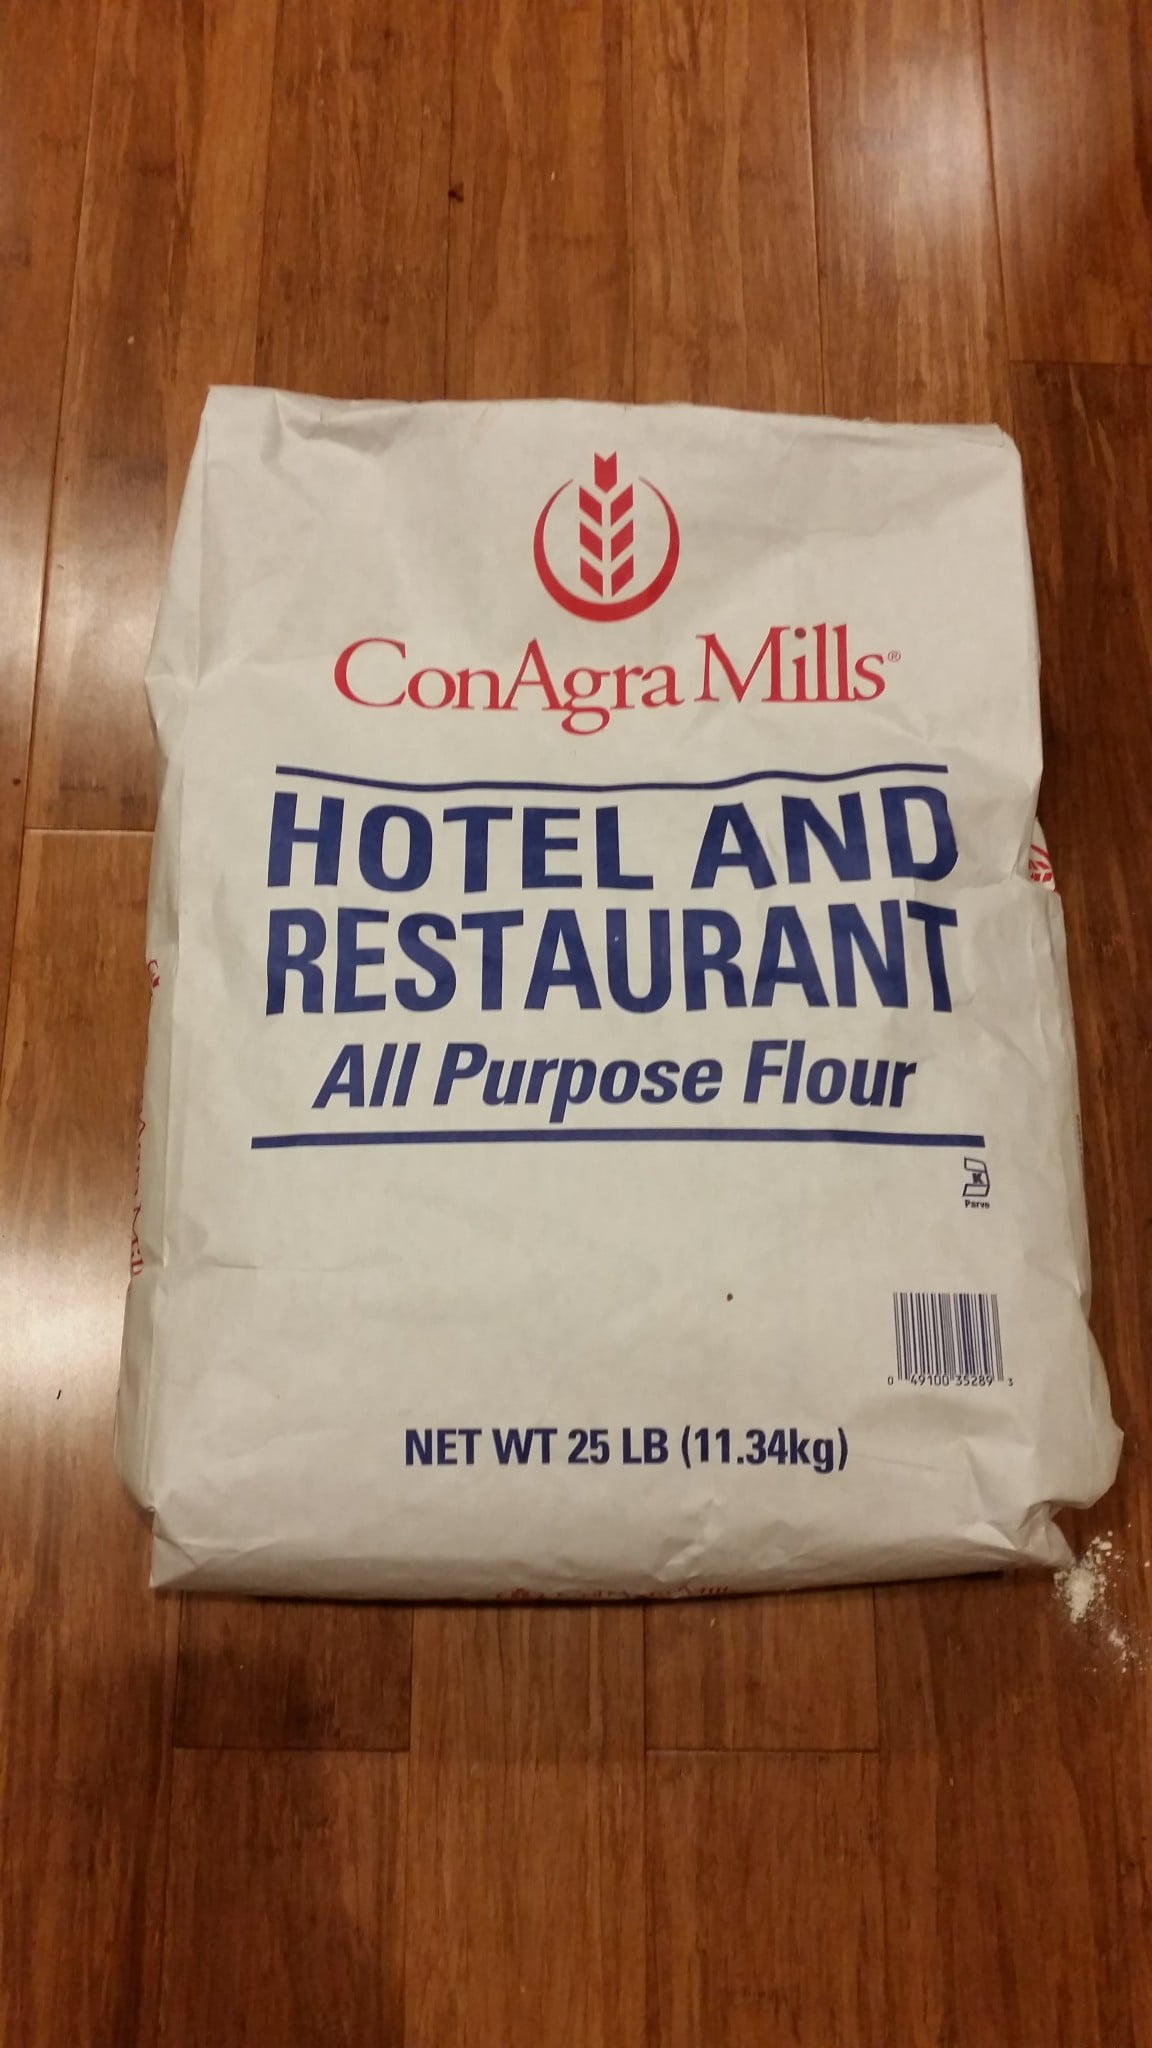 ConAgra Mills®
HOTEL AND
RESTAURANT
All Purpose Flour
K
Parve
0 49100 35289 3
NET WT 25 LB (11.34kg)